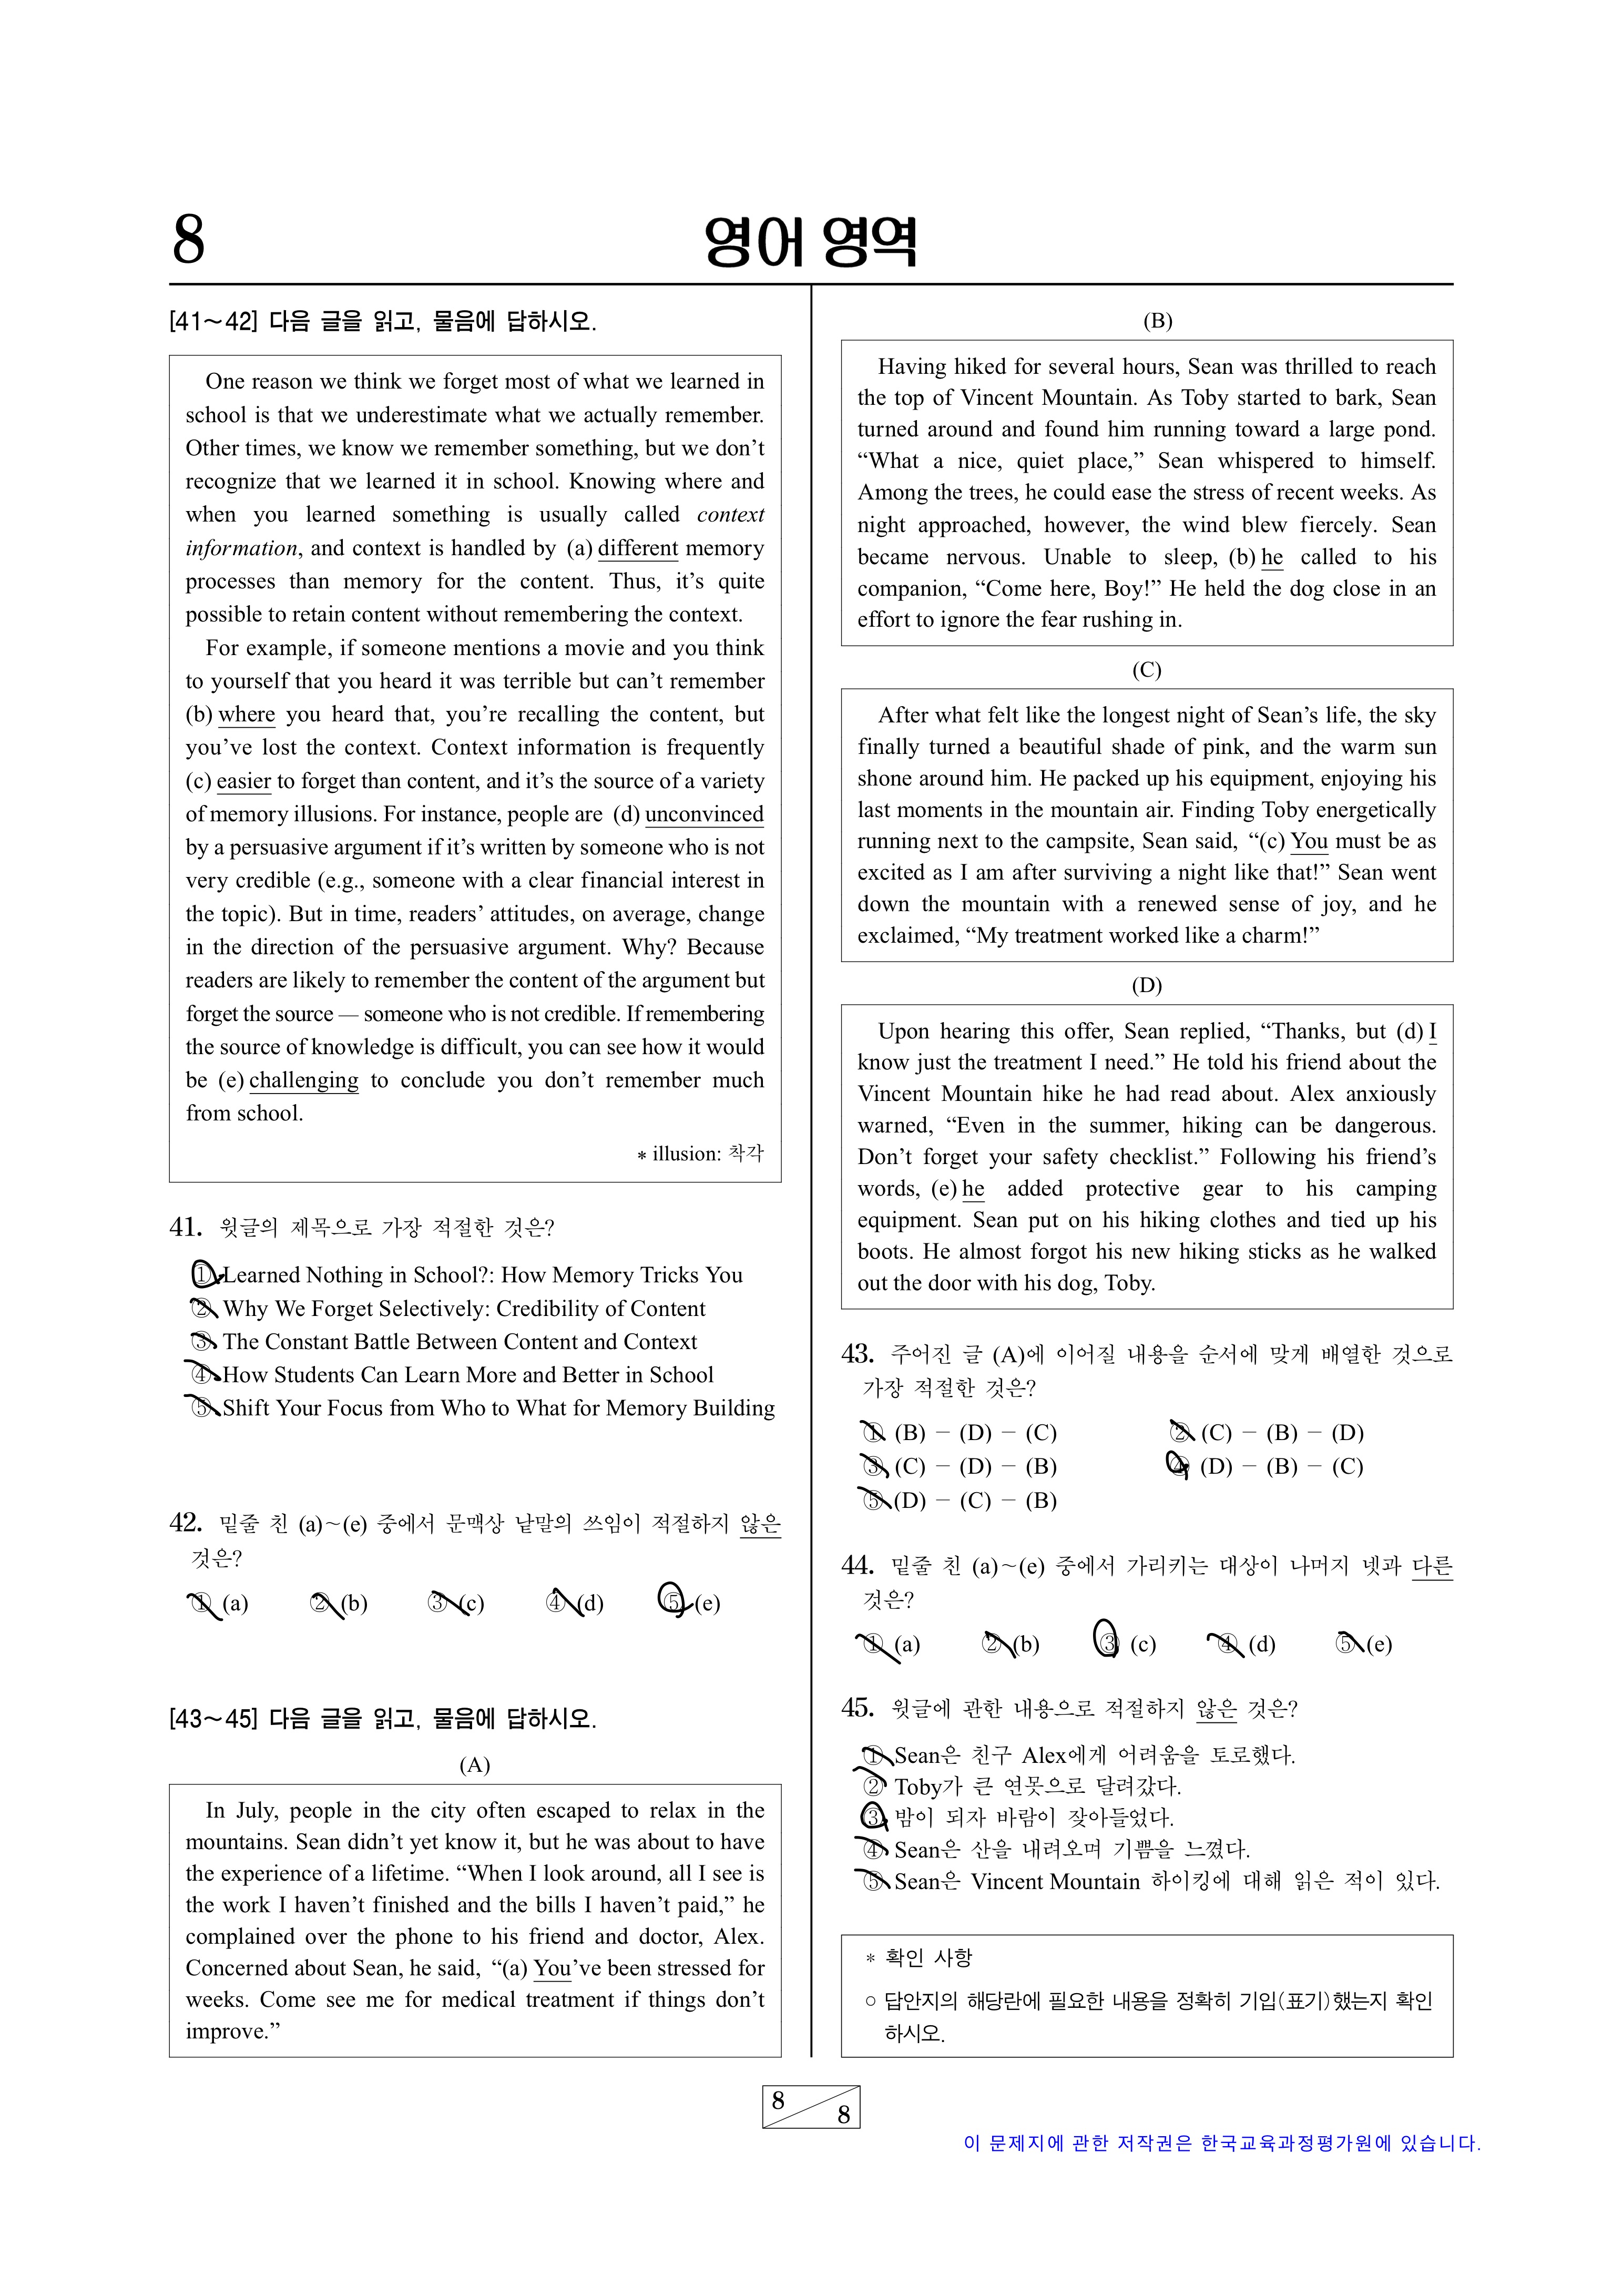 8
영어 영역
[41~42] 다음 글을 읽고, 물음에 답하시오.
One reason we think we forget most of what we learned in
school is that we underestimate what we actually remember.
Other times, we know we remember something, but we don’t
recognize that we learned it in school. Knowing where and
when you learned something is usually called context
information, and context is handled by (a) different memory
processes than memory for the content. Thus, it’s quite
possible to retain content without remembering the context.
For example, if someone mentions a movie and you think
to yourself that you heard it was terrible but can’t remember
(b) where you heard that, you’re recalling the content, but
you’ve lost the context. Context information is frequently
(c) easier to forget than content, and it’s the source of a variety
of memory illusions. For instance, people are (d) unconvinced
by a persuasive argument if it’s written by someone who is not
very credible (e.g., someone with a clear financial interest in
the topic). But in time, readers’ attitudes, on average, change
in the direction of the persuasive argument. Why? Because
readers are likely to remember the content of the argument but
forget the source — someone who is not credible. If remembering
the source of knowledge is difficult, you can see how it would
be (e) challenging to conclude you don’t remember much
from school.
* illusion: 착각
41. 윗글의 제목으로 가장 적절한 것은?
① Learned Nothing in School?: How Memory Tricks You
② Why We Forget Selectively: Credibility of Content
③ The Constant Battle Between Content and Context
④ How Students Can Learn More and Better in School
⑤ Shift Your Focus from Who to What for Memory Building
42. 밑줄 친 (a)~(e) 중에서 문맥상 낱말의 쓰임이 적절하지 않은
것은?
① (a) ② (b) ③ (c) ④ (d) ⑤ (e)
[43~45] 다음 글을 읽고, 물음에 답하시오.
(A)
In July, people in the city often escaped to relax in the
mountains. Sean didn’t yet know it, but he was about to have
the experience of a lifetime. “When I look around, all I see is
the work I haven’t finished and the bills I haven’t paid,” he
complained over the phone to his friend and doctor, Alex.
Concerned about Sean, he said, “(a) You’ve been stressed for
weeks. Come see me for medical treatment if things don’t
improve.”
(B)
Having hiked for several hours, Sean was thrilled to reach
the top of Vincent Mountain. As Toby started to bark, Sean
turned around and found him running toward a large pond.
“What a nice, quiet place,” Sean whispered to himself.
Among the trees, he could ease the stress of recent weeks. As
night approached, however, the wind blew fiercely. Sean
became nervous. Unable to sleep, (b) he called to his
companion, “Come here, Boy!” He held the dog close in an
effort to ignore the fear rushing in.
(C)
After what felt like the longest night of Sean’s life, the sky
finally turned a beautiful shade of pink, and the warm sun
shone around him. He packed up his equipment, enjoying his
last moments in the mountain air. Finding Toby energetically
running next to the campsite, Sean said, “(c) You must be as
excited as I am after surviving a night like that!” Sean went
down the mountain with a renewed sense of joy, and he
exclaimed, “My treatment worked like a charm!”
(D)
Upon hearing this offer, Sean replied, “Thanks, but (d) I
know just the treatment I need.” He told his friend about the
Vincent Mountain hike he had read about. Alex anxiously
warned, “Even in the summer, hiking can be dangerous.
Don’t forget your safety checklist.” Following his friend’s
words, (e) he added protective gear to his camping
equipment. Sean put on his hiking clothes and tied up his
boots. He almost forgot his new hiking sticks as he walked
out the door with his dog, Toby.
43. 주어진 글 (A)에 이어질 내용을 순서에 맞게 배열한 것으로
가장 적절한 것은?
① (B) － (D) － (C) ② (C) － (B) － (D)
③ (C) － (D) － (B) ④ (D) － (B) － (C)
⑤ (D) － (C) － (B)
44. 밑줄 친 (a)~(e) 중에서 가리키는 대상이 나머지 넷과 다른
것은?
① (a) ② (b) ③ (c) ④ (d) ⑤ (e)
45. 윗글에 관한 내용으로 적절하지 않은 것은?
① Sean은 친구 Alex에게 어려움을 토로했다.
② Toby가 큰 연못으로 달려갔다.
③ 밤이 되자 바람이 잦아들었다.
④ Sean은 산을 내려오며 기쁨을 느꼈다.
⑤ Sean은 Vincent Mountain 하이킹에 대해 읽은 적이 있다.
* 확인 사항
○ 답안지의 해당란에 필요한 내용을 정확히 기입(표기)했는지 확인
하시오.
8
8
이 문제지에 관한 저작권은 한국교육과정평가원에 있습니다.